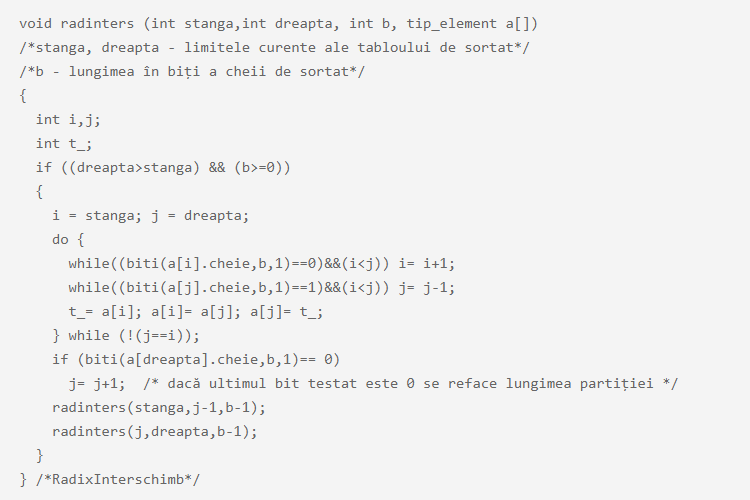 void radinters (int stanga,int dreapta, int b, tip_element a[])
/*stanga, dreapta - limitele curente ale tabloului de sortat*/
/*b - lungimea în biți a cheii de sortat*/
{
  int i,j;
  int t_;
  if ((dreapta>stanga) && (b>=0))
  {
    i = stanga; j = dreapta;
    do {
      while((biti(a[i].cheie,b,1)==0)&&(i<j)) i= i+1;
      while((biti(a[j].cheie,b,1)==1)&&(i<j)) j= j-1;
      t_= a[i]; a[i]= a[j]; a[j]= t_;
    } while (!(j==i));
    if (biti(a[dreapta].cheie,b,1)== 0)
      j= j+1;  /* dacă ultimul bit testat este 0 se reface lungimea partiției */
    radinters(stanga,j-1,b-1);
    radinters(j,dreapta,b-1);
  }
} /*RadixInterschimb*/